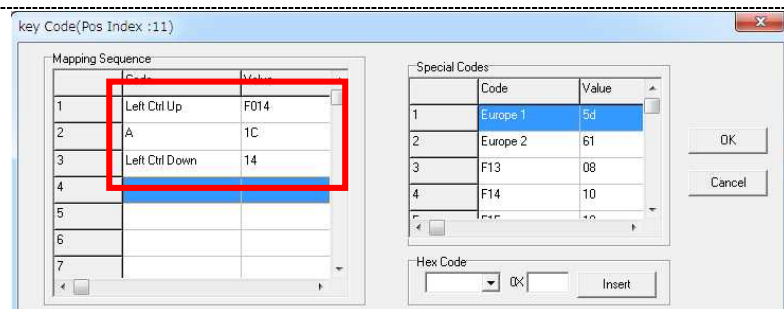 key Code(Pos Index :11)
Mapping Sequence
Code Value
1 Left Ctrl Up F014
2 A 1C
3 Left Ctrl Down 14
4
5
6
7
Special Codes
Code Value
1 Europe 1 5d
2 Europe 2 61
3 F13 08
4 F14 10
Hex Code
0X
Insert
OK
Cancel